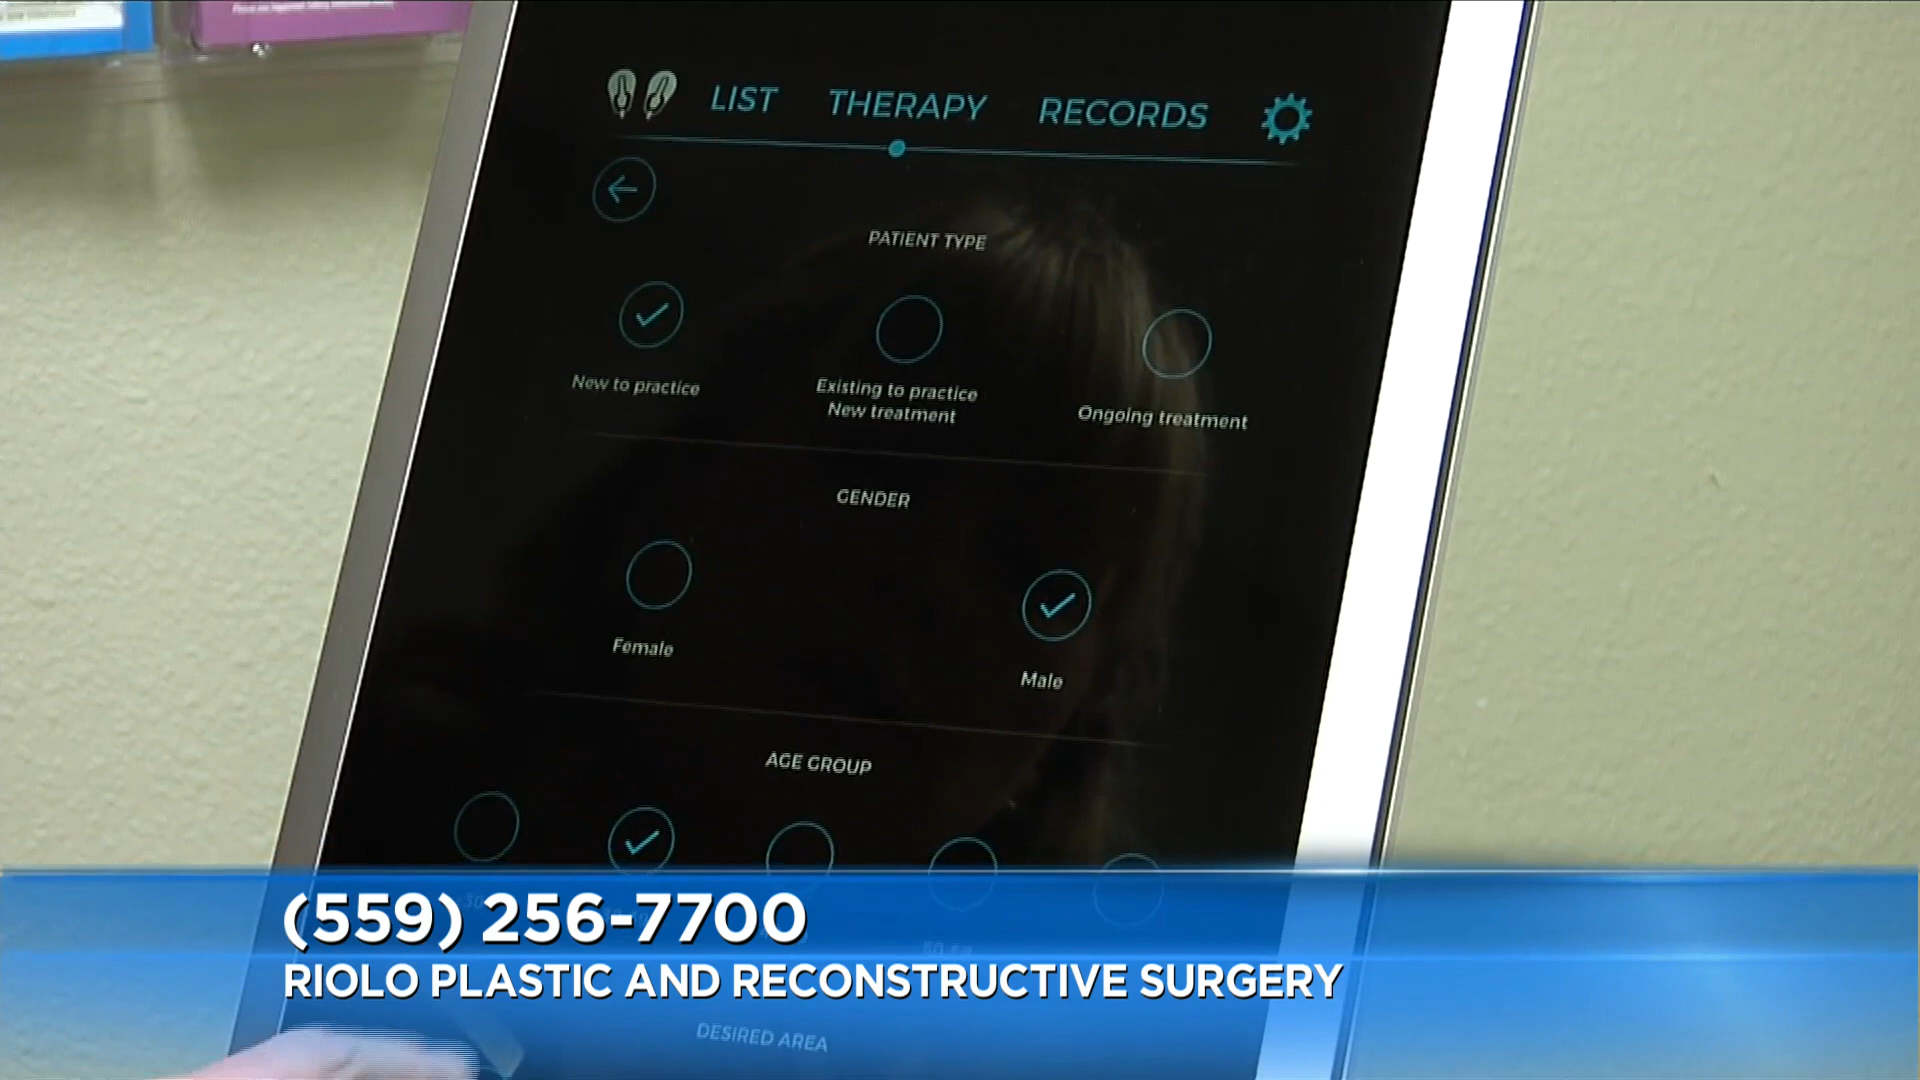 LIST THERAPY RECORDS
PATIENT TYPE
New to practice
Existing to practice
New treatment
Ongoing treatment
GENDER
Female
Male
AGE GROUP
(559) 256-7700
RIOLO PLASTIC AND RECONSTRUCTIVE SURGERY
DESIRED AREA